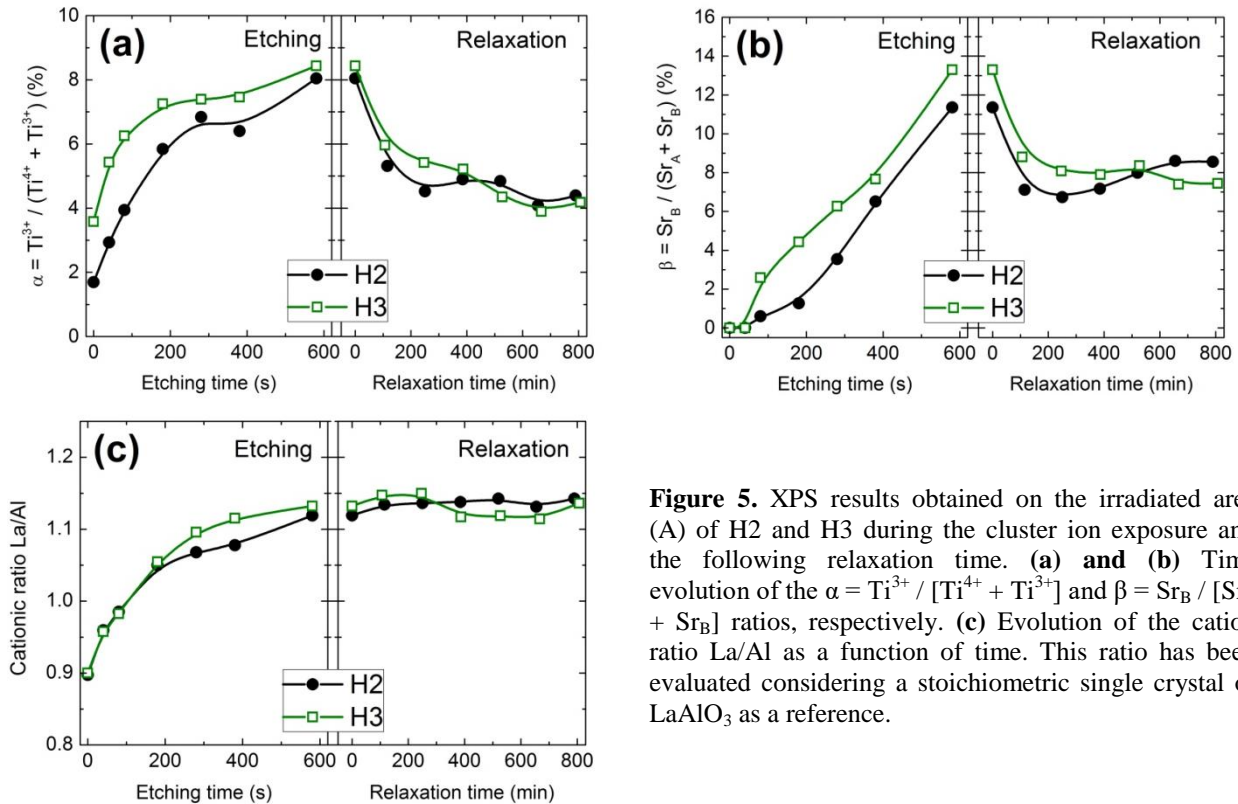 (a)
Etching
Relaxation
α = Ti³⁺ / (Ti⁴⁺ + Ti³⁺) (%)
10
8
6
4
2
0
H2
H3
0 200 400 600 0 200 400 600 800
Etching time (s) Relaxation time (min)
(b)
Etching
Relaxation
β = Sr_B / (Sr_A + Sr_B) (%)
16
14
12
10
8
6
4
2
0
H2
H3
0 200 400 600 0 200 400 600 800
Etching time (s) Relaxation time (min)
(c)
Etching
Relaxation
Cationic ratio La/Al
1.2
1.1
1.0
0.9
0.8
H2
H3
0 200 400 600 0 200 400 600 800
Etching time (s) Relaxation time (min)
Figure 5. XPS results obtained on the irradiated are
(A) of H2 and H3 during the cluster ion exposure an
the following relaxation time. (a) and (b) Tim
evolution of the α = Ti³⁺ / [Ti⁴⁺ + Ti³⁺] and β = Sr_B / [Sr
+ Sr_B] ratios, respectively. (c) Evolution of the catio
ratio La/Al as a function of time. This ratio has bee
evaluated considering a stoichiometric single crystal o
LaAlO₃ as a reference.